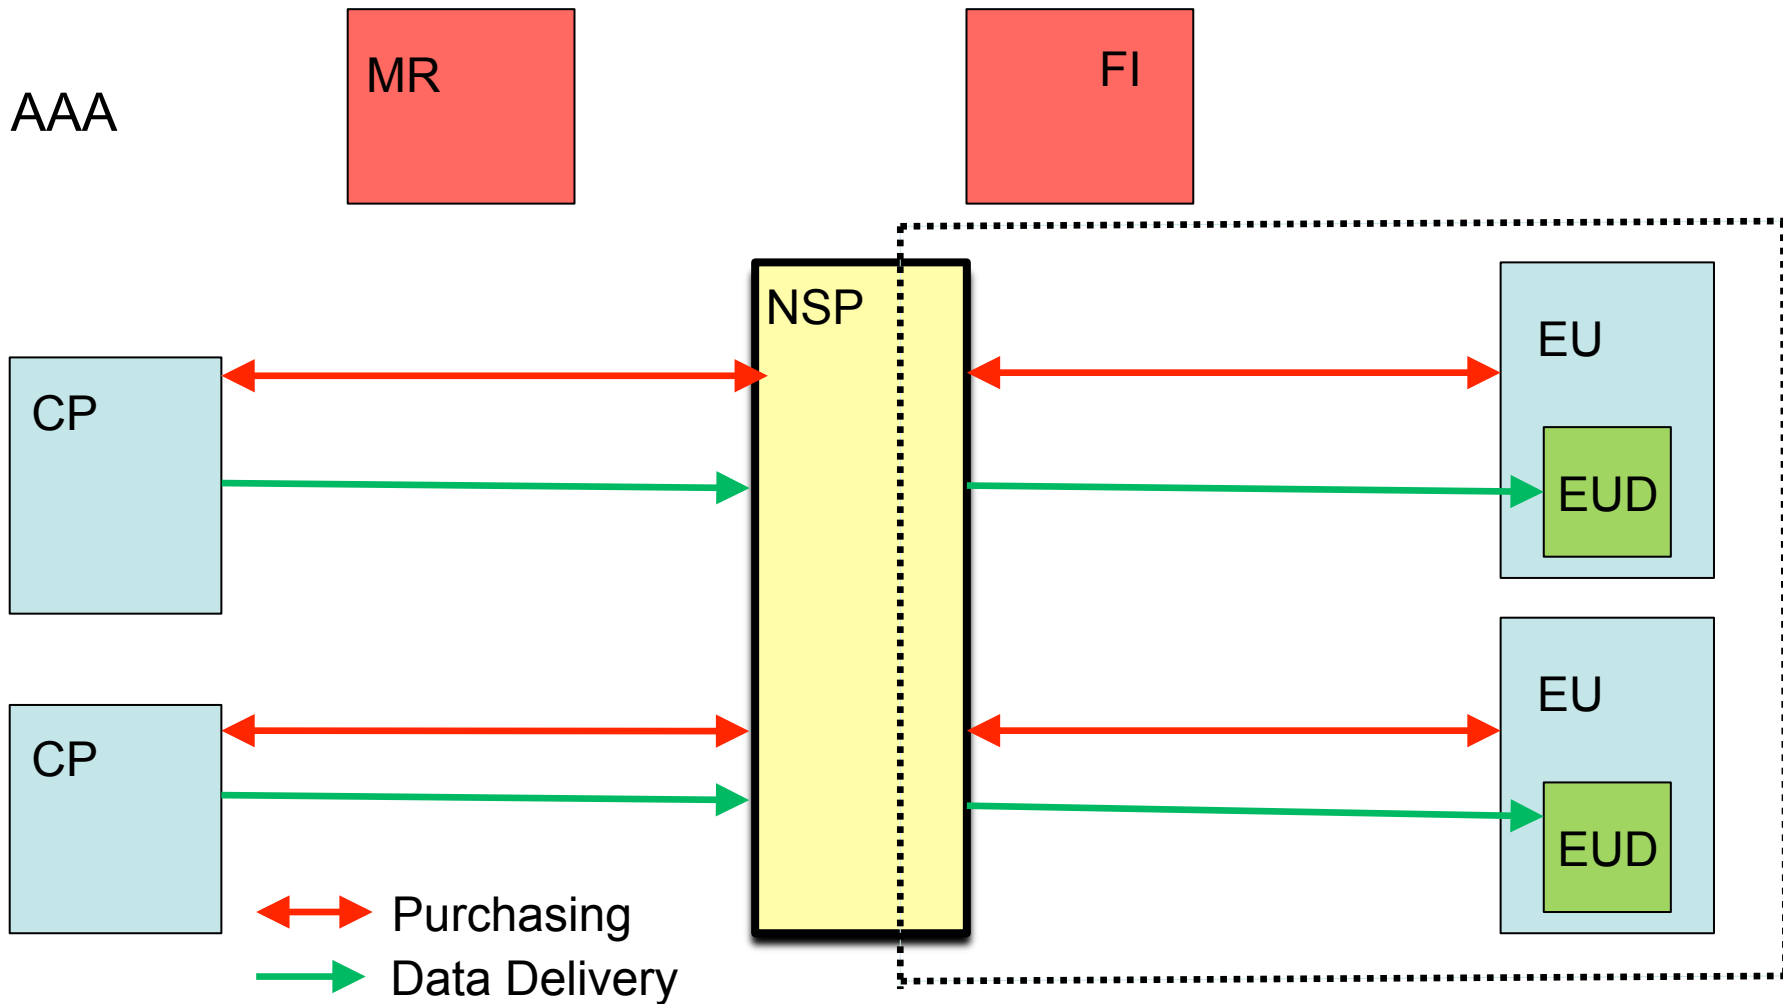 MR
FI
AAA
NSP
EU
CP
EUD
EU
CP
EUD
Purchasing
Data Delivery